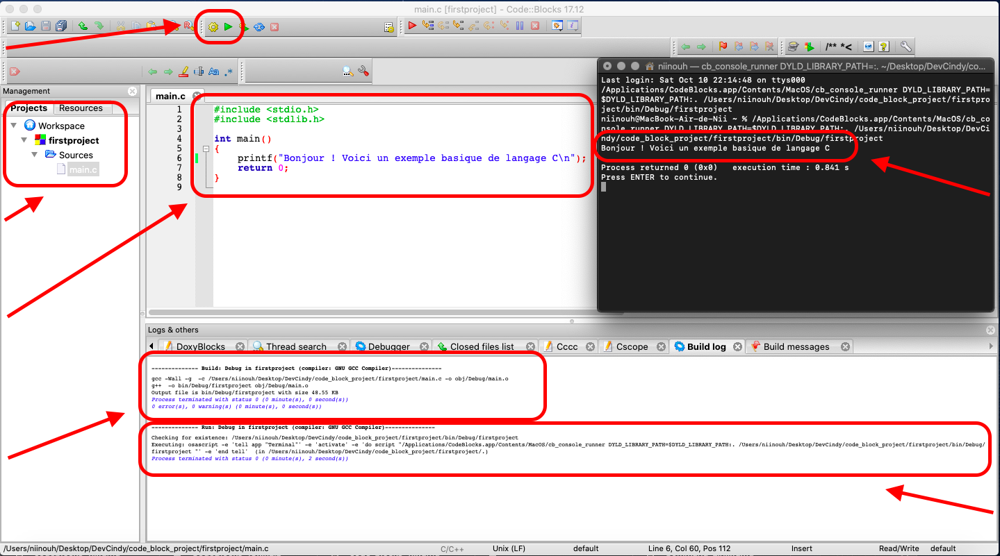 main.c [firstproject] - Code::Blocks 17.12
/** *<
Management
Projects Resources
Workspace
firstproject
Sources
main.c
main.c
1 #include <stdio.h>
2 #include <stdlib.h>
3
4 int main()
5 {
6 printf("Bonjour ! Voici un exemple basique de langage C\n");
7 return 0;
8 }
9
niinouh — cb_console_runner DYLD_LIBRARY_PATH=:. ~/Desktop/DevCindy/co...
Last login: Sat Oct 10 22:14:48 on ttys000
/Applications/CodeBlocks.app/Contents/MacOS/cb_console_runner DYLD_LIBRARY_PATH=
$DYLD_LIBRARY_PATH:. /Users/niinouh/Desktop/DevCindy/code_block_project/firstpro
ject/bin/Debug/firstproject
niinouh@MacBook-Air-de-Nii ~ % /Applications/CodeBlocks.app/Contents/MacOS/cb_co
nsole_runner DYLD_LIBRARY_PATH=$DYLD_LIBRARY_PATH:. /Users/niinouh/Desktop/DevCi
ndy/code_block_project/firstproject/bin/Debug/firstproject
Bonjour ! Voici un exemple basique de langage C
Process returned 0 (0x0) execution time : 0.841 s
Press ENTER to continue.
Logs & others
DoxyBlocks Thread search Debugger Closed files list Cccc Cscope Build log Build messages
-------------- Build: Debug in firstproject (compiler: GNU GCC Compiler)---------------
gcc -Wall -g -c /Users/niinouh/Desktop/DevCindy/code_block_project/firstproject/main.c -o obj/Debug/main.o
g++ -o bin/Debug/firstproject obj/Debug/main.o
Output file is bin/Debug/firstproject with size 48.55 KB
Process terminated with status 0 (0 minute(s), 0 second(s))
0 error(s), 0 warning(s) (0 minute(s), 0 second(s))
-------------- Run: Debug in firstproject (compiler: GNU GCC Compiler)---------------
Checking for existence: /Users/niinouh/Desktop/DevCindy/code_block_project/firstproject/bin/Debug/firstproject
Executing: osascript -e 'tell app "Terminal"' -e 'activate' -e 'do script "/Applications/CodeBlocks.app/Contents/MacOS/cb_console_runner DYLD_LIBRARY_PATH=$DYLD_LIBRARY_PATH:. /Users/niinouh/Desktop/DevCindy/code_block_project/firstproject/bin/Debug/
firstproject "' -e 'end tell' (in /Users/niinouh/Desktop/DevCindy/code_block_project/firstproject/.)
Process terminated with status 0 (0 minute(s), 2 second(s))
/Users/niinouh/Desktop/DevCindy/code_block_project/firstproject/main.c C/C++ Unix (LF) default Line 6, Col 60, Pos 112 Insert Read/Write default